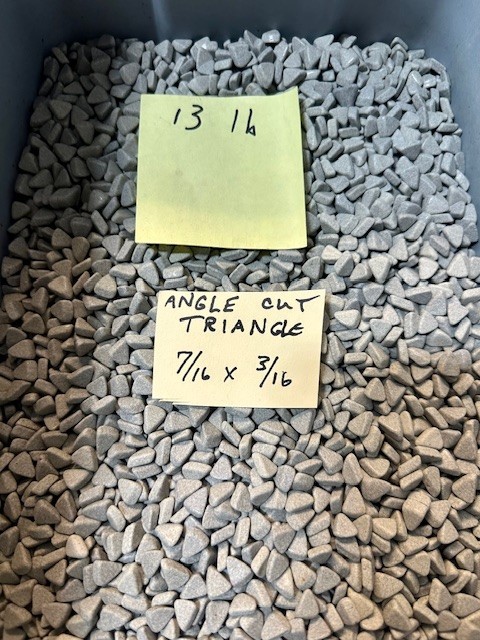 13 lb
ANGLE CUT
TRIANGLE
7/16 x 3/16